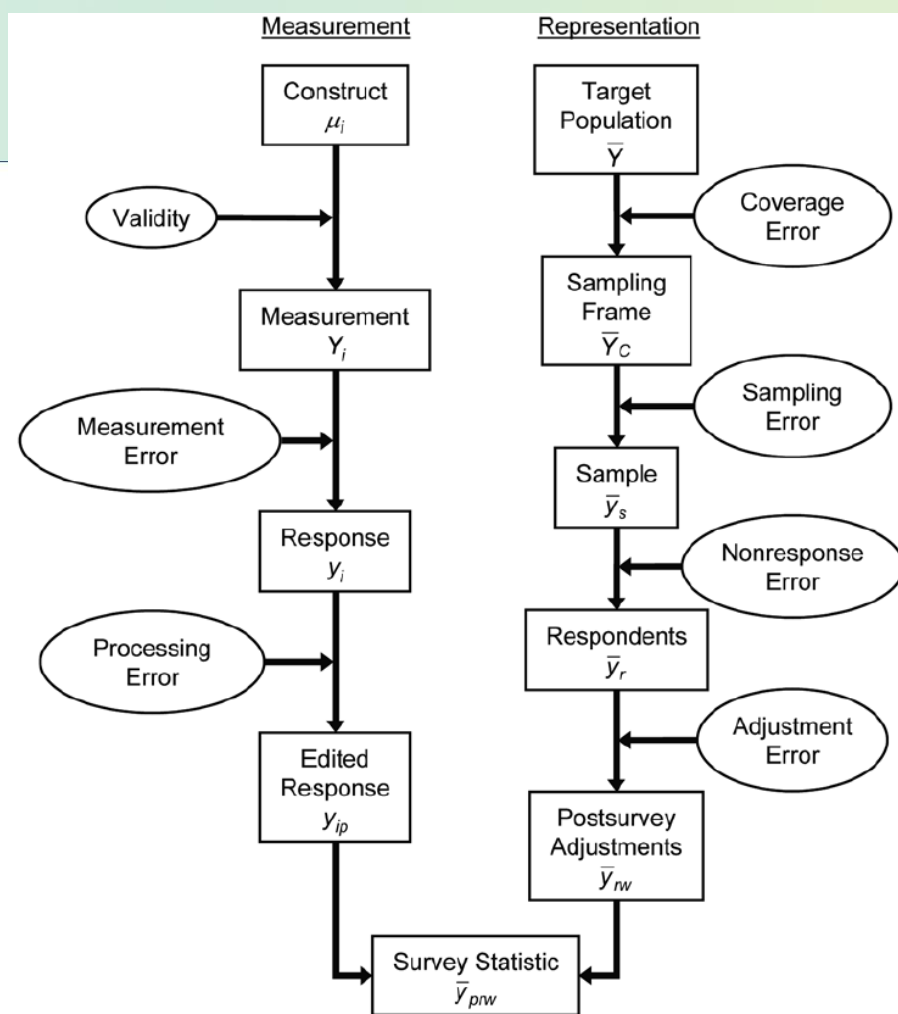 Measurement
Construct
μi
Validity
Measurement
Yi
Measurement
Error
Response
yi
Processing
Error
Edited
Response
yip
Representation
Target
Population
Ȳ
Coverage
Error
Sampling
Frame
ȲC
Sampling
Error
Sample
ȳs
Nonresponse
Error
Respondents
ȳr
Adjustment
Error
Postsurvey
Adjustments
ȳrw
Survey Statistic
ȳprw